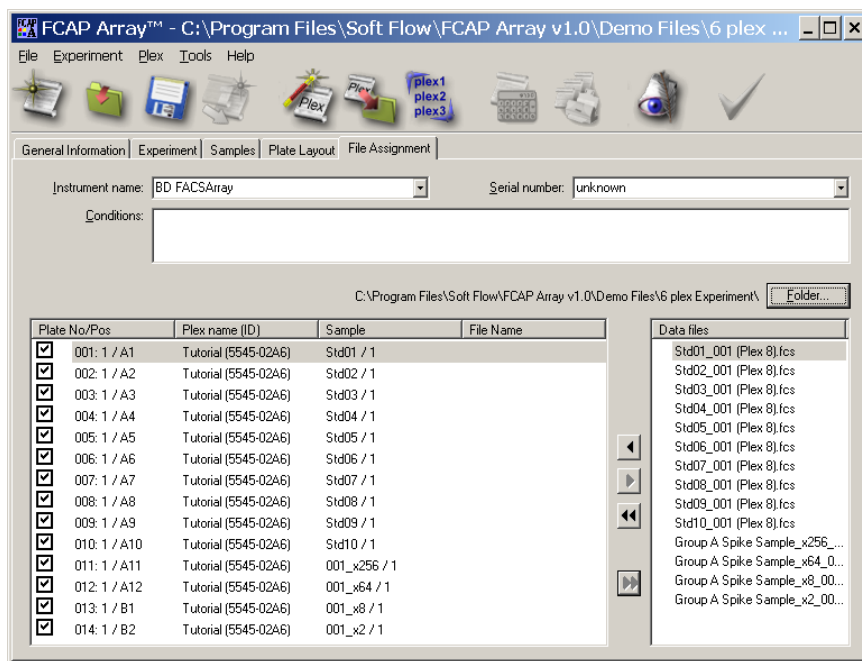 FCAP Array™ - C:\Program Files\Soft Flow\FCAP Array v1.0\Demo Files\6 plex ...
File Experiment Plex Tools Help
Plex Plex plex1
plex2
plex3
General Information Experiment Samples Plate Layout File Assignment
Instrument name: BD FACSArray Serial number: unknown
Conditions:
C:\Program Files\Soft Flow\FCAP Array v1.0\Demo Files\6 plex Experiment\ Folder...
Plate No/Pos Plex name (ID) Sample File Name Data files
001: 1 / A1 Tutorial (5545-02A6) Std01 / 1 Std01_001 (Plex 8).fcs
002: 1 / A2 Tutorial (5545-02A6) Std02 / 1 Std02_001 (Plex 8).fcs
003: 1 / A3 Tutorial (5545-02A6) Std03 / 1 Std03_001 (Plex 8).fcs
004: 1 / A4 Tutorial (5545-02A6) Std04 / 1 Std04_001 (Plex 8).fcs
005: 1 / A5 Tutorial (5545-02A6) Std05 / 1 Std05_001 (Plex 8).fcs
006: 1 / A6 Tutorial (5545-02A6) Std06 / 1 Std06_001 (Plex 8).fcs
007: 1 / A7 Tutorial (5545-02A6) Std07 / 1 Std07_001 (Plex 8).fcs
008: 1 / A8 Tutorial (5545-02A6) Std08 / 1 Std08_001 (Plex 8).fcs
009: 1 / A9 Tutorial (5545-02A6) Std09 / 1 Std09_001 (Plex 8).fcs
010: 1 / A10 Tutorial (5545-02A6) Std10 / 1 Std10_001 (Plex 8).fcs
011: 1 / A11 Tutorial (5545-02A6) 001_x256 / 1 Group A Spike Sample_x256_...
012: 1 / A12 Tutorial (5545-02A6) 001_x64 / 1 Group A Spike Sample_x64_0...
013: 1 / B1 Tutorial (5545-02A6) 001_x8 / 1 Group A Spike Sample_x8_00...
014: 1 / B2 Tutorial (5545-02A6) 001_x2 / 1 Group A Spike Sample_x2_00...